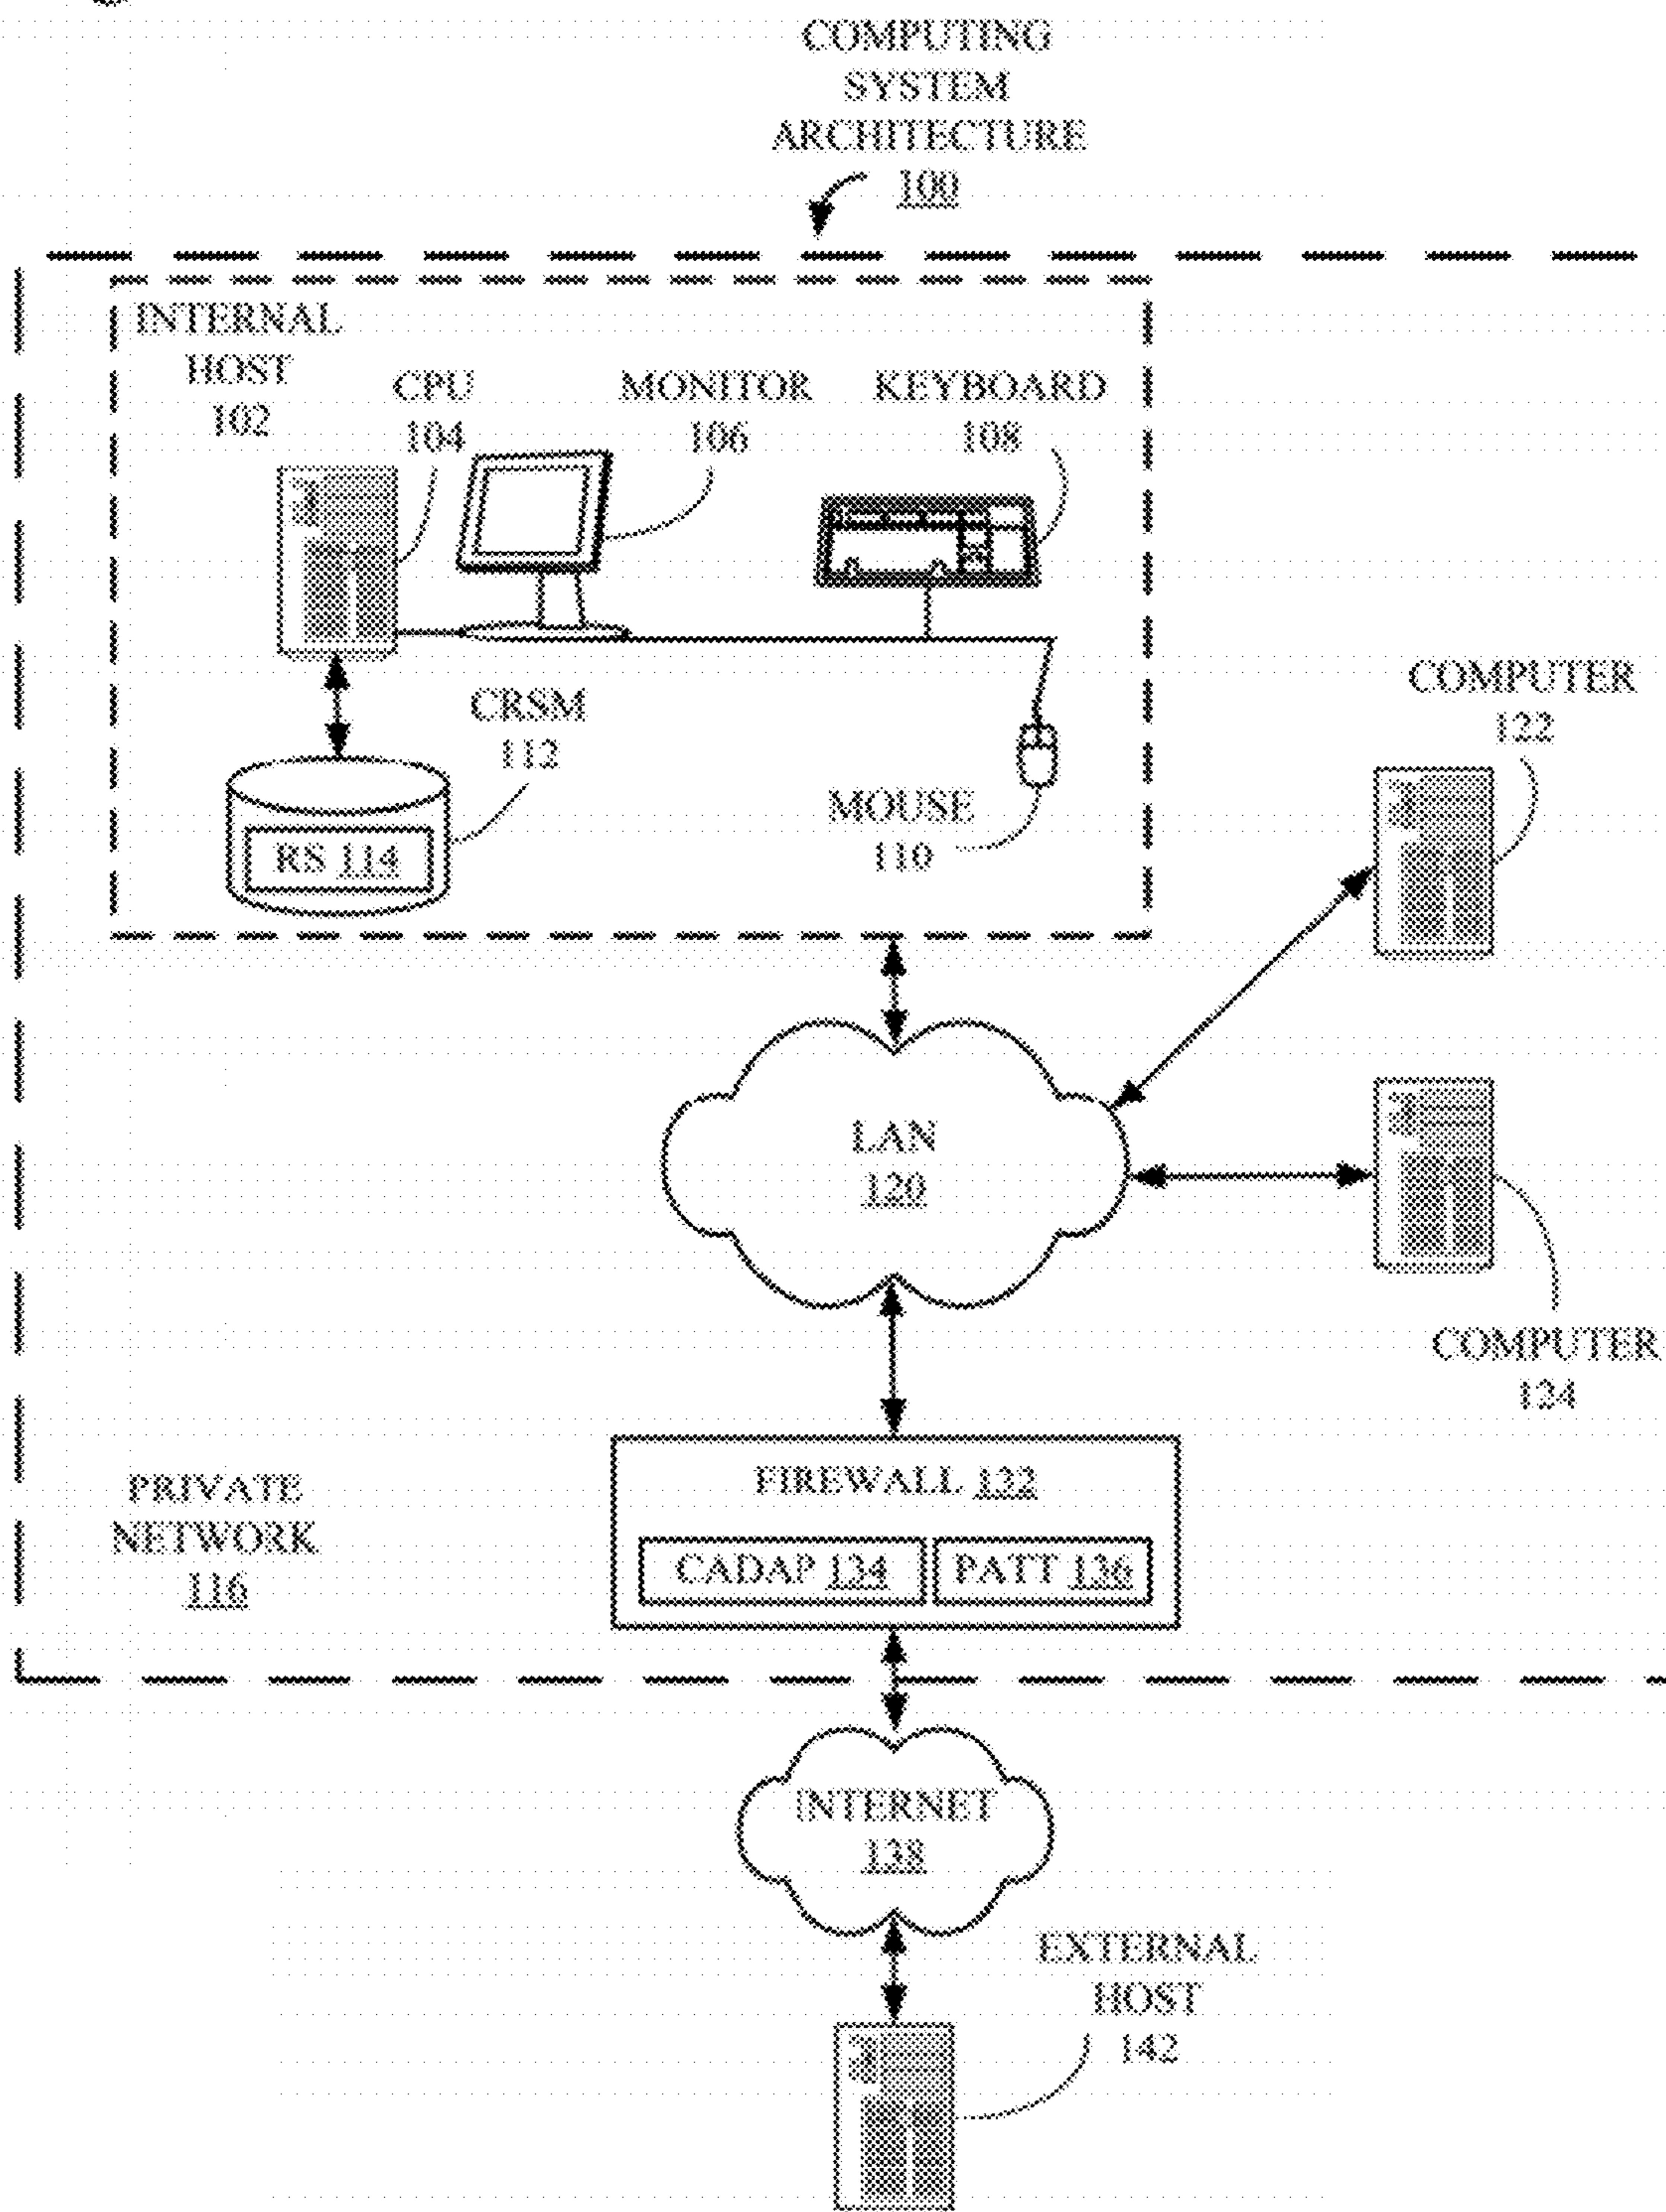 COMPUTING
SYSTEM
ARCHITECTURE
100
INTERNAL
HOST
102
CPU
104
MONITOR
106
KEYBOARD
108
CRSM
112
RS 114
MOUSE
110
COMPUTER
122
LAN
120
COMPUTER
124
FIREWALL 132
CADAP 134
PATT 136
PRIVATE
NETWORK
116
INTERNET
138
EXTERNAL
HOST
142